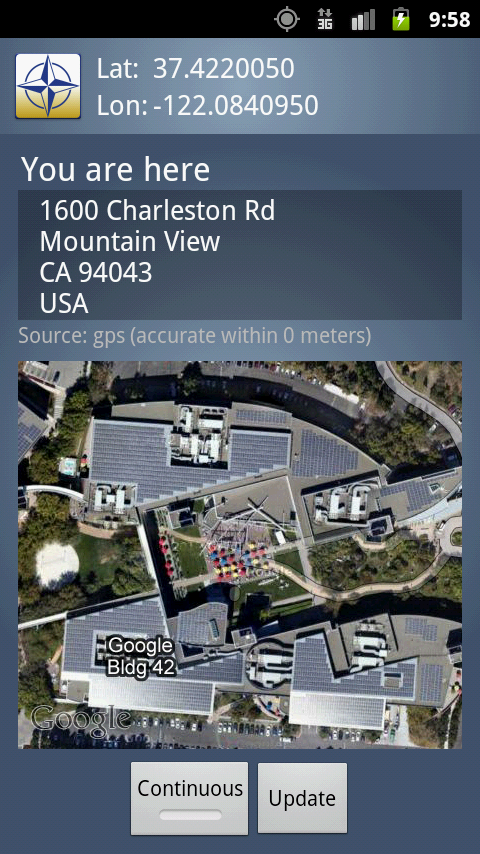 3G 9:58
Lat: 37.4220050
Lon: -122.0840950
You are here
1600 Charleston Rd
Mountain View
CA 94043
USA
Source: gps (accurate within 0 meters)
Google
Bldg 42
Google
Continuous
Update